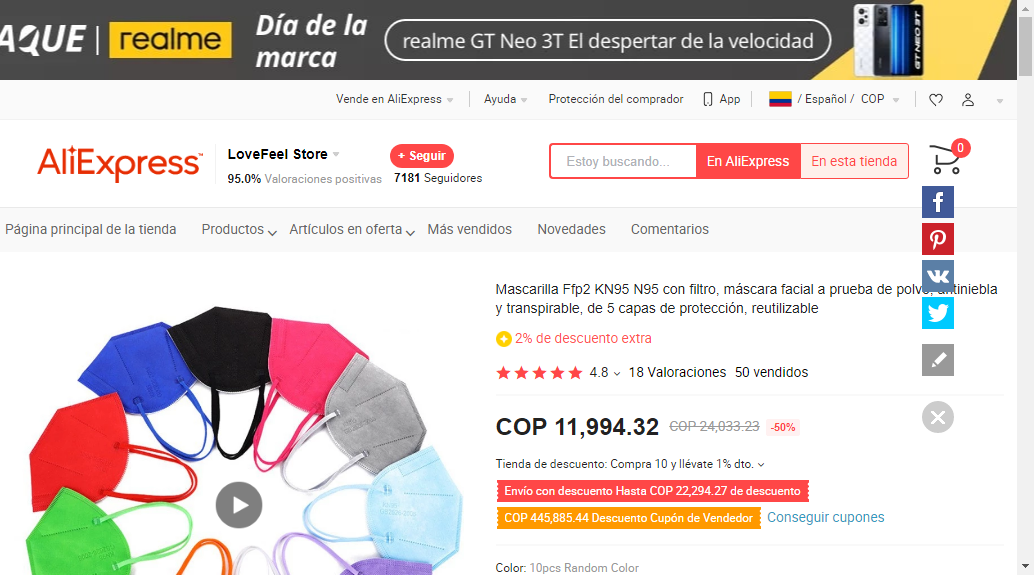 AQUE | realme
Día de la
marca
realme GT Neo 3T El despertar de la velocidad
GT NEO 3T
Vende en AliExpress
Ayuda
Protección del comprador
App
/ Español / COP
AliExpress™
LoveFeel Store
95.0% Valoraciones positivas
+ Seguir
7181 Seguidores
Estoy buscando...
En AliExpress
En esta tienda
0
Página principal de la tienda
Productos
Artículos en oferta
Más vendidos
Novedades
Comentarios
Mascarilla Ffp2 KN95 N95 con filtro, máscara facial a prueba de polvo, antiniebla
y transpirable, de 5 capas de protección, reutilizable
2% de descuento extra
4.8
18 Valoraciones
50 vendidos
COP 11,994.32
COP 24,033.23
-50%
Tienda de descuento: Compra 10 y llévate 1% dto.
Envío con descuento Hasta COP 22,294.27 de descuento
COP 445,885.44 Descuento Cupón de Vendedor
Conseguir cupones
Color: 10pcs Random Color